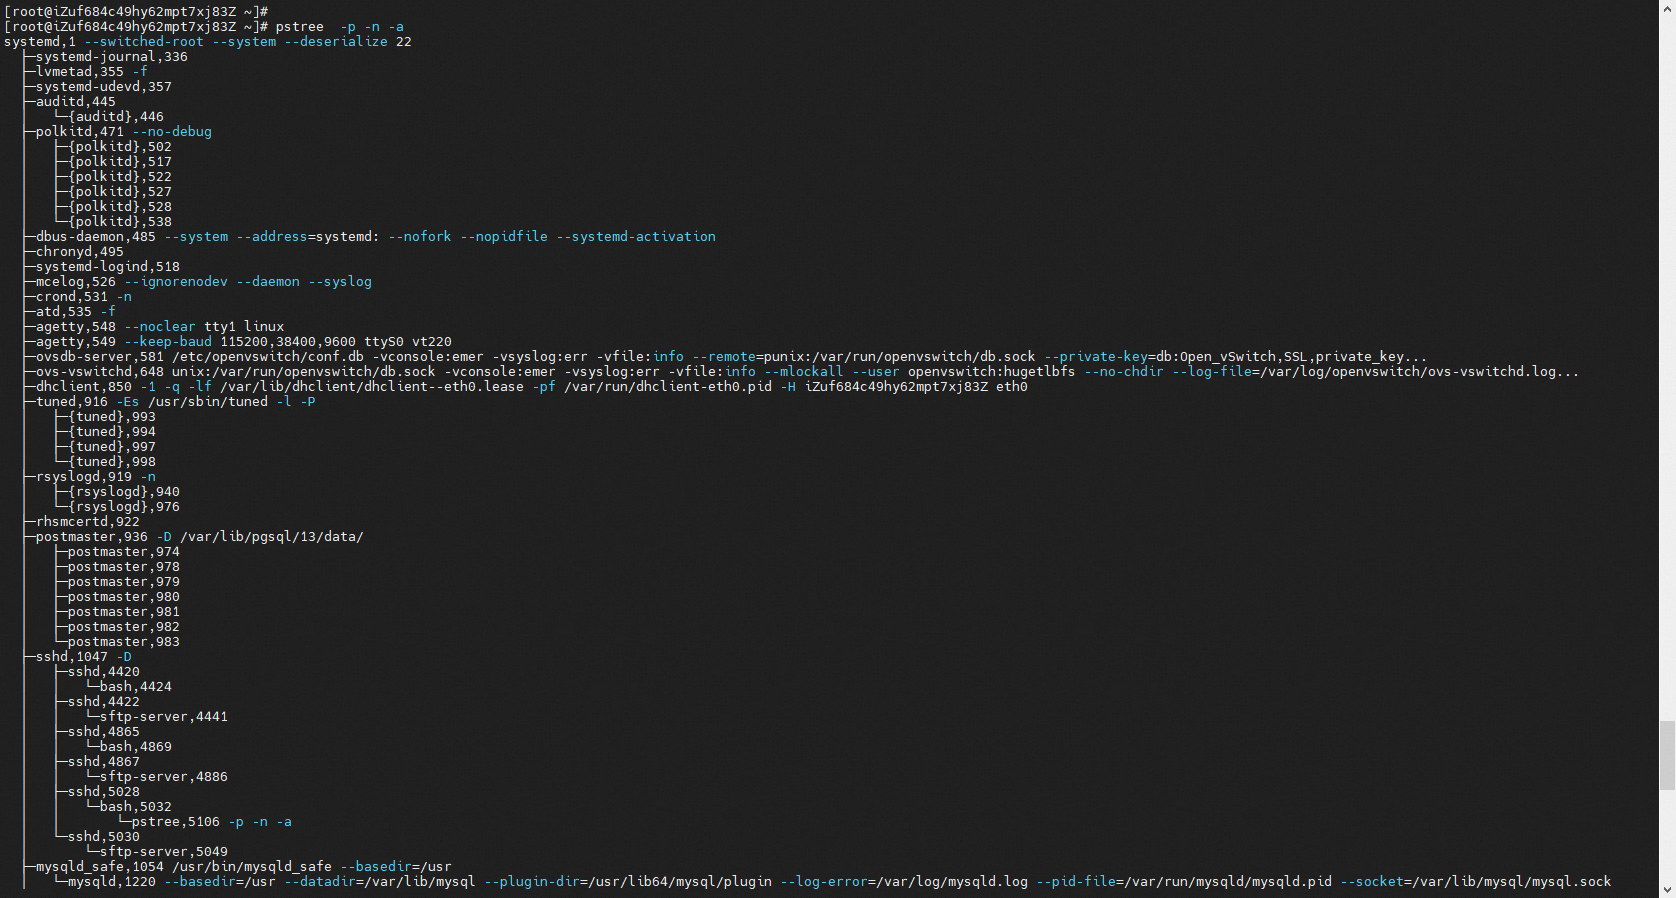 [root@iZuf684c49hy62mpt7xj83Z ~]#
[root@iZuf684c49hy62mpt7xj83Z ~]# pstree  -p -n -a
systemd,1 --switched-root --system --deserialize 22
  ├─systemd-journal,336
  ├─lvmetad,355 -f
  ├─systemd-udevd,357
  ├─auditd,445
  │   └─{auditd},446
  ├─polkitd,471 --no-debug
  │   ├─{polkitd},502
  │   ├─{polkitd},517
  │   ├─{polkitd},522
  │   ├─{polkitd},527
  │   ├─{polkitd},528
  │   └─{polkitd},538
  ├─dbus-daemon,485 --system --address=systemd: --nofork --nopidfile --systemd-activation
  ├─chronyd,495
  ├─systemd-logind,518
  ├─mcelog,526 --ignorenodev --daemon --syslog
  ├─crond,531 -n
  ├─atd,535 -f
  ├─agetty,548 --noclear tty1 linux
  ├─agetty,549 --keep-baud 115200,38400,9600 ttyS0 vt220
  ├─ovsdb-server,581 /etc/openvswitch/conf.db -vconsole:emer -vsyslog:err -vfile:info --remote=punix:/var/run/openvswitch/db.sock --private-key=db:Open_vSwitch,SSL,private_key...
  ├─ovs-vswitchd,648 unix:/var/run/openvswitch/db.sock -vconsole:emer -vsyslog:err -vfile:info --mlockall --user openvswitch:hugetlbfs --no-chdir --log-file=/var/log/openvswitch/ovs-vswitchd.log...
  ├─dhclient,850 -1 -q -lf /var/lib/dhclient/dhclient--eth0.lease -pf /var/run/dhclient-eth0.pid -H iZuf684c49hy62mpt7xj83Z eth0
  ├─tuned,916 -Es /usr/sbin/tuned -l -P
  │   ├─{tuned},993
  │   ├─{tuned},994
  │   ├─{tuned},997
  │   └─{tuned},998
  ├─rsyslogd,919 -n
  │   ├─{rsyslogd},940
  │   └─{rsyslogd},976
  ├─rhsmcertd,922
  ├─postmaster,936 -D /var/lib/pgsql/13/data/
  │   ├─postmaster,974
  │   ├─postmaster,978
  │   ├─postmaster,979
  │   ├─postmaster,980
  │   ├─postmaster,981
  │   ├─postmaster,982
  │   └─postmaster,983
  ├─sshd,1047 -D
  │   ├─sshd,4420
  │   │   └─bash,4424
  │   ├─sshd,4422
  │   │   └─sftp-server,4441
  │   ├─sshd,4865
  │   │   └─bash,4869
  │   ├─sshd,4867
  │   │   └─sftp-server,4886
  │   ├─sshd,5028
  │   │   └─bash,5032
  │   │       └─pstree,5106 -p -n -a
  │   └─sshd,5030
  │       └─sftp-server,5049
  ├─mysqld_safe,1054 /usr/bin/mysqld_safe --basedir=/usr
  │   └─mysqld,1220 --basedir=/usr --datadir=/var/lib/mysql --plugin-dir=/usr/lib64/mysql/plugin --log-error=/var/log/mysqld.log --pid-file=/var/run/mysqld/mysqld.pid --socket=/var/lib/mysql/mysql.sock